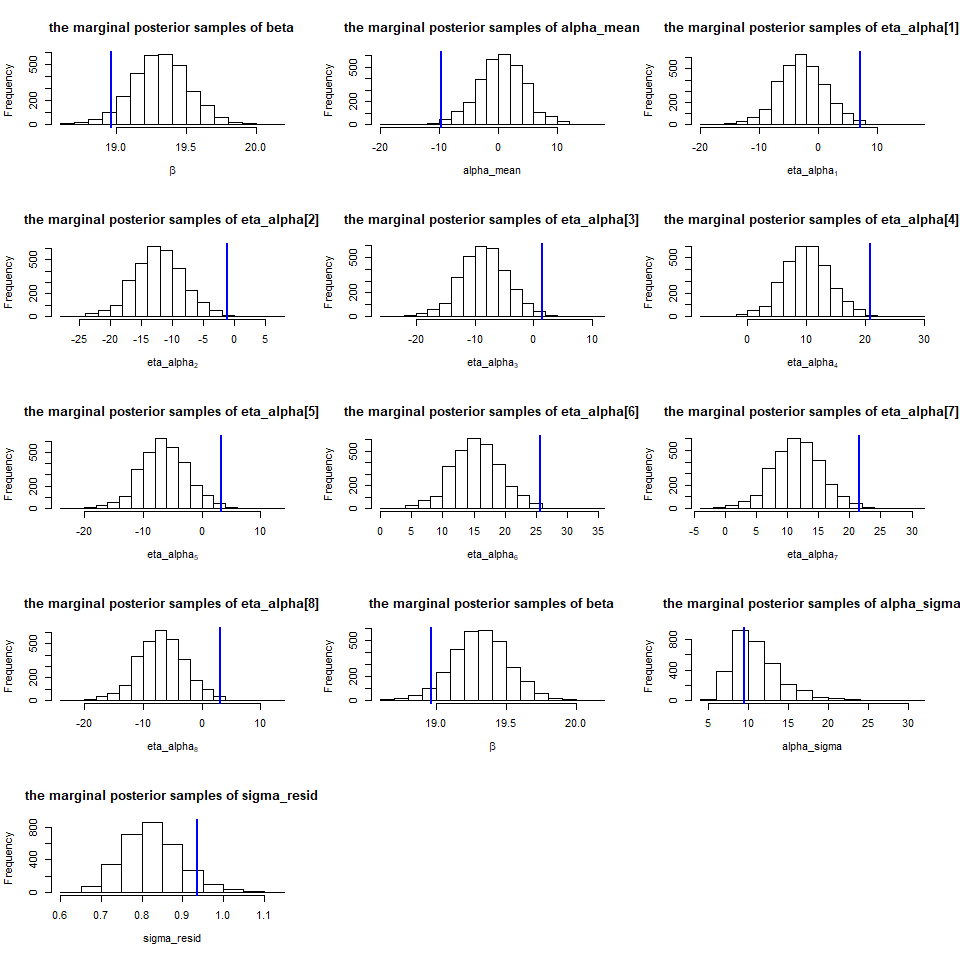 the marginal posterior samples of beta
Frequency
0 200 500
19.0 19.5 20.0
β
the marginal posterior samples of alpha_mean
Frequency
0 200 500
-20 -10 0 10
alpha_mean
the marginal posterior samples of eta_alpha[1]
Frequency
0 200 500
-20 -10 0 10
eta_alpha₁
the marginal posterior samples of eta_alpha[2]
Frequency
0 200 500
-25 -20 -15 -10 -5 0 5
eta_alpha₂
the marginal posterior samples of eta_alpha[3]
Frequency
0 200 500
-20 -10 0 10
eta_alpha₃
the marginal posterior samples of eta_alpha[4]
Frequency
0 200 500
0 10 20 30
eta_alpha₄
the marginal posterior samples of eta_alpha[5]
Frequency
0 200 500
-20 -10 0 10
eta_alpha₅
the marginal posterior samples of eta_alpha[6]
Frequency
0 200 500
0 5 10 15 20 25 30 35
eta_alpha₆
the marginal posterior samples of eta_alpha[7]
Frequency
0 200 500
-5 0 5 10 15 20 25 30
eta_alpha₇
the marginal posterior samples of eta_alpha[8]
Frequency
0 200 500
-20 -10 0 10
eta_alpha₈
the marginal posterior samples of beta
Frequency
0 200 500
19.0 19.5 20.0
β
the marginal posterior samples of alpha_sigma
Frequency
0 400 800
5 10 15 20 25 30
alpha_sigma
the marginal posterior samples of sigma_resid
Frequency
0 400 800
0.6 0.7 0.8 0.9 1.0 1.1
sigma_resid